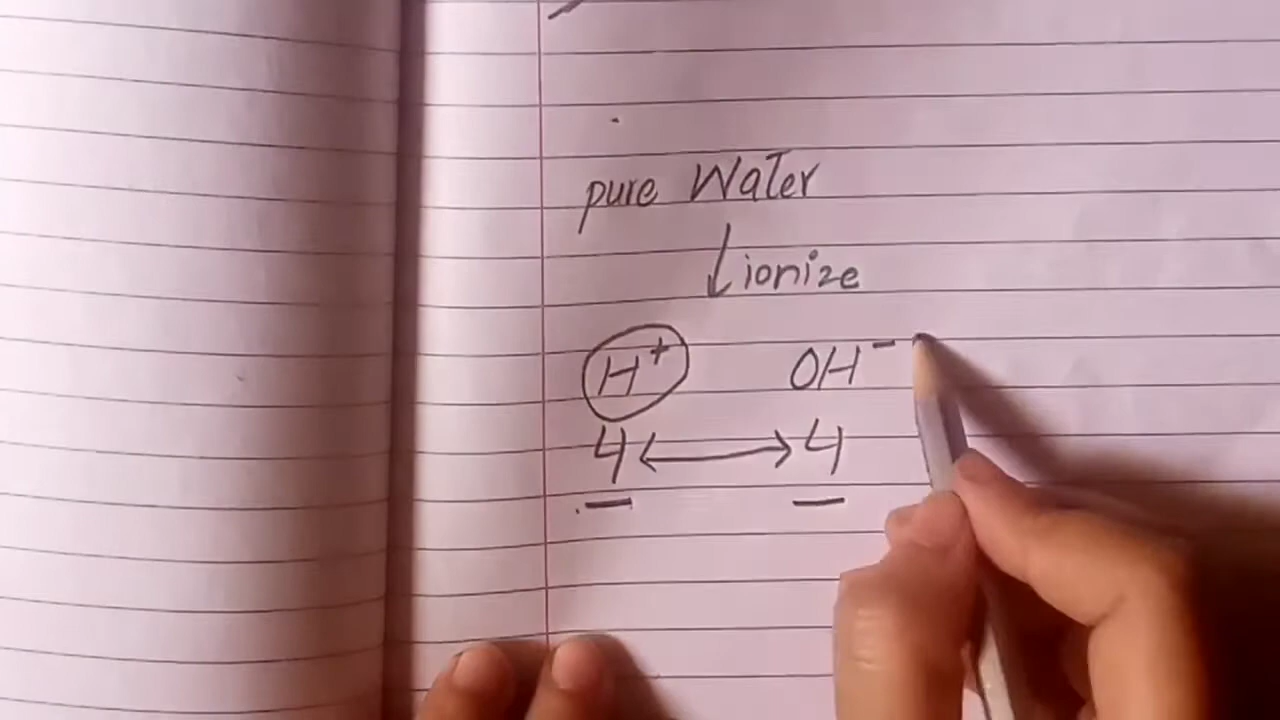 pure Water
↓ ionize
H⁺ OH⁻
4 ↔ 4